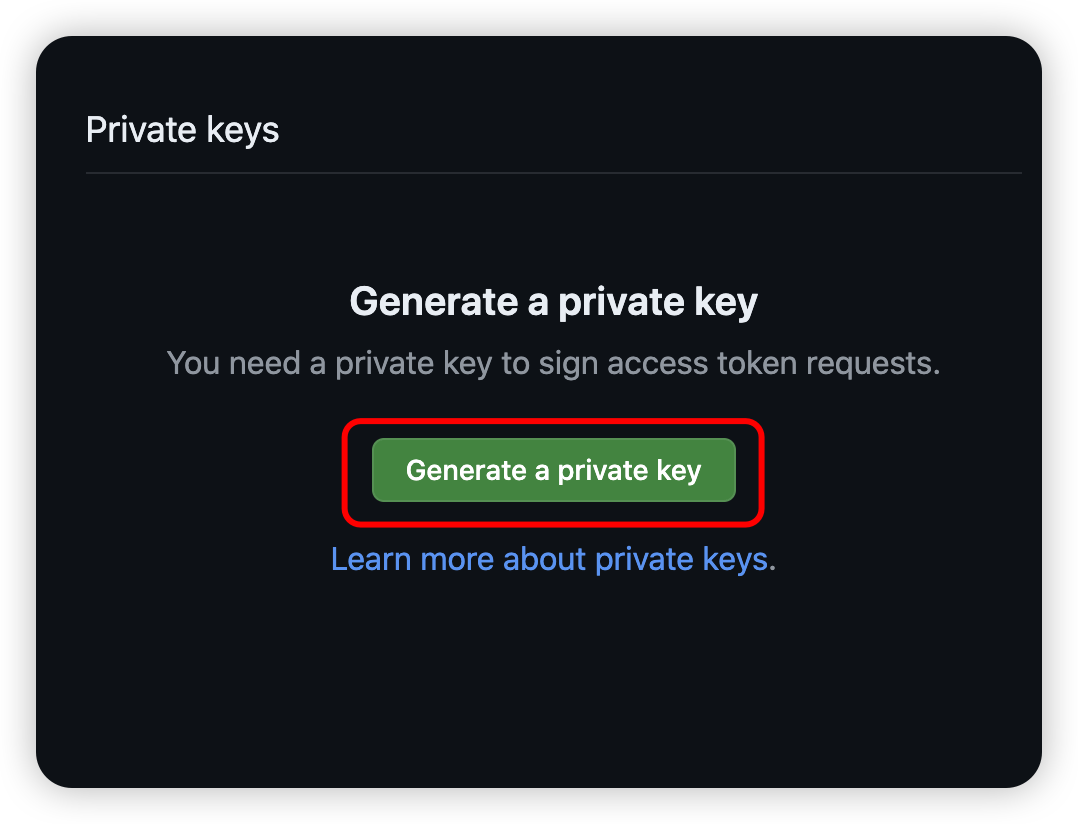 Private keys
Generate a private key
You need a private key to sign access token requests.
Generate a private key
Learn more about private keys.